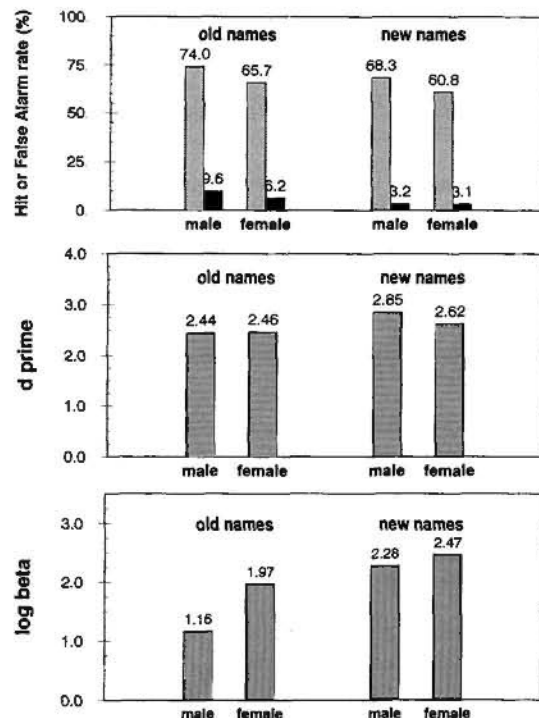 Hit or False Alarm rate (%)
100.
75
50.
25
0.
old names
new names
74.0
9.6
65.7
6.2
68.3
3.2
60.8
3.1
male female
male female
d prime
4.0
3.0
2.0
1.0
0.0
old names
new names
2.44
2.46
2.85
2.62
male female
male female
log beta
3.0
2.0
1.0
0.0
old names
new names
1.16
1.97
2.28
2.47
male female
male female